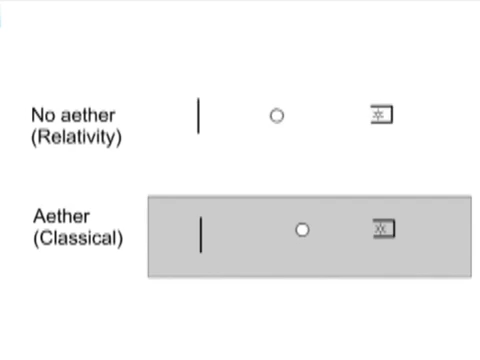 No aether
(Relativity)
Aether
(Classical)